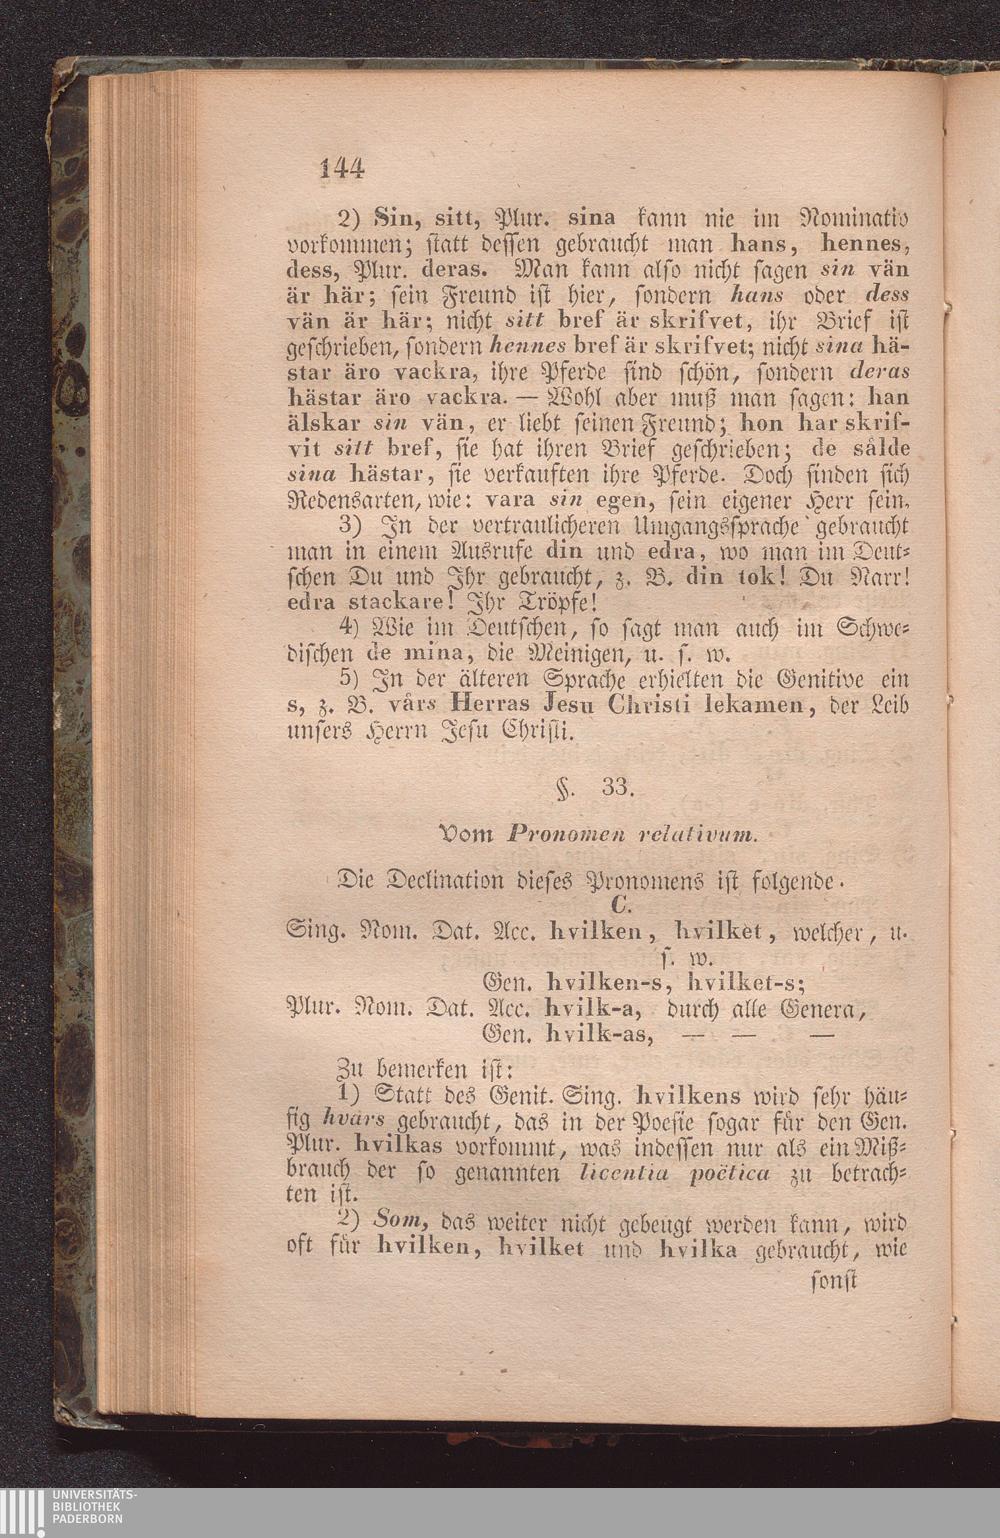 144
2) Sin, sitt, Plur. sina kann nie im Nominativ
vorkommen; statt dessen gebraucht man hans, hennes,
dess, Plur. deras. Man kann also nicht sagen sin vän
är här; sein Freund ist hier, sondern hans oder dess
vän är här; nicht sitt bref är skrifvet, ihr Brief ist
geschrieben, sondern hennes bref är skrifvet; nicht sina hä-
star äro vackra, ihre Pferde sind schön, sondern deras
hästar äro vackra. — Wohl aber muß man sagen: han
älskar sin vän, er liebt seinen Freund; hon har skrif-
vit sitt bref, sie hat ihren Brief geschrieben; de sålde
sina hästar, sie verkauften ihre Pferde. Doch finden sich
Redensarten, wie: vara sin egen, sein eigener Herr sein.
3) In der vertraulicheren Umgangssprache gebraucht
man in einem Ausrufe din und edra, wo man im Deut-
schen Du und Ihr gebraucht, z. B. din tok! Du Narr!
edra stackare! Ihr Tröpfe!
4) Wie im Deutschen, so sagt man auch im Schwe-
dischen de mina, die Meinigen, u. s. w.
5) In der älteren Sprache erhielten die Genitive ein
s, z. B. vårs Herras Jesu Christi lekamen, der Leib
unsers Herrn Jesu Christi.
§. 33.
Vom Pronomen relativum.
Die Declination dieses Pronomens ist folgende.
C.
Sing. Nom. Dat. Acc. hvilken, hvilket, welcher, u.
s. w.
Gen. hvilken-s, hvilket-s;
Plur. Nom. Dat. Acc. hvilk-a, durch alle Genera,
Gen. hvilk-as, — — —
Zu bemerken ist:
1) Statt des Genit. Sing. hvilkens wird sehr häu-
fig hvars gebraucht, das in der Poesie sogar für den Gen.
Plur. hvilkas vorkommt, was indessen nur als ein Miß-
brauch der so genannten licentia poëtica zu betrach-
ten ist.
2) Som, das weiter nicht gebeugt werden kann, wird
oft für hvilken, hvilket und hvilka gebraucht, wie
sonst
UNIVERSITÄTS-
BIBLIOTHEK
PADERBORN